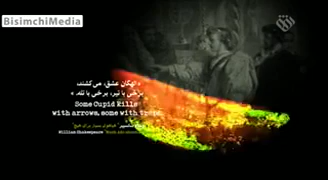 BisimchiMedia
« الهگان عشق، می‌کشند،
برخی با تیر، برخی با تله. »
Some Cupid kills
with arrows, some with traps.
William Shakespeare